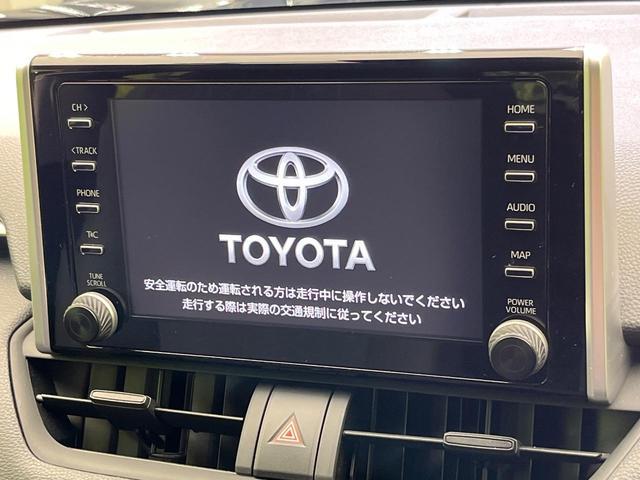 CH >
< TRACK
PHONE
T&C
TUNE
SCROLL
TOYOTA
安全運転のため運転される方は走行中に操作しないでください
走行する際は実際の交通規制に従ってください
HOME
MENU
AUDIO
MAP
POWER
VOLUME